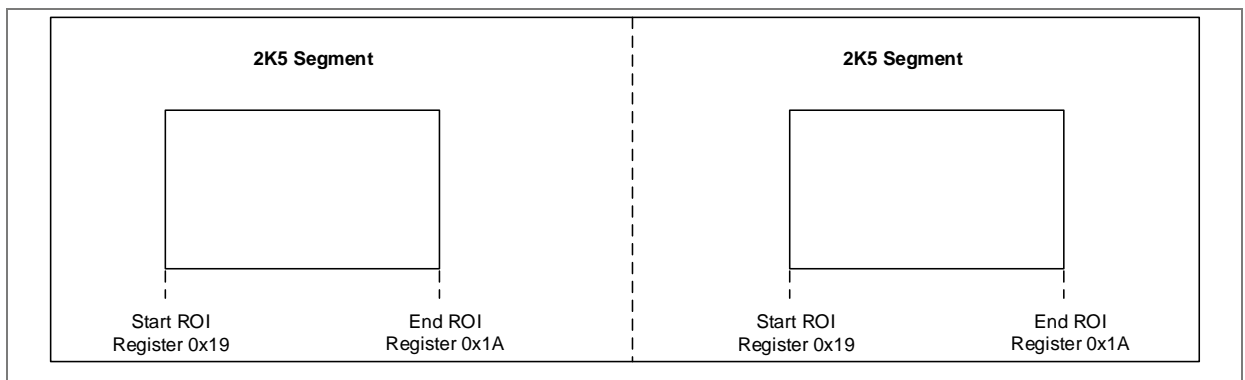 2K5 Segment
2K5 Segment
Start ROI
Register 0x19
End ROI
Register 0x1A
Start ROI
Register 0x19
End ROI
Register 0x1A